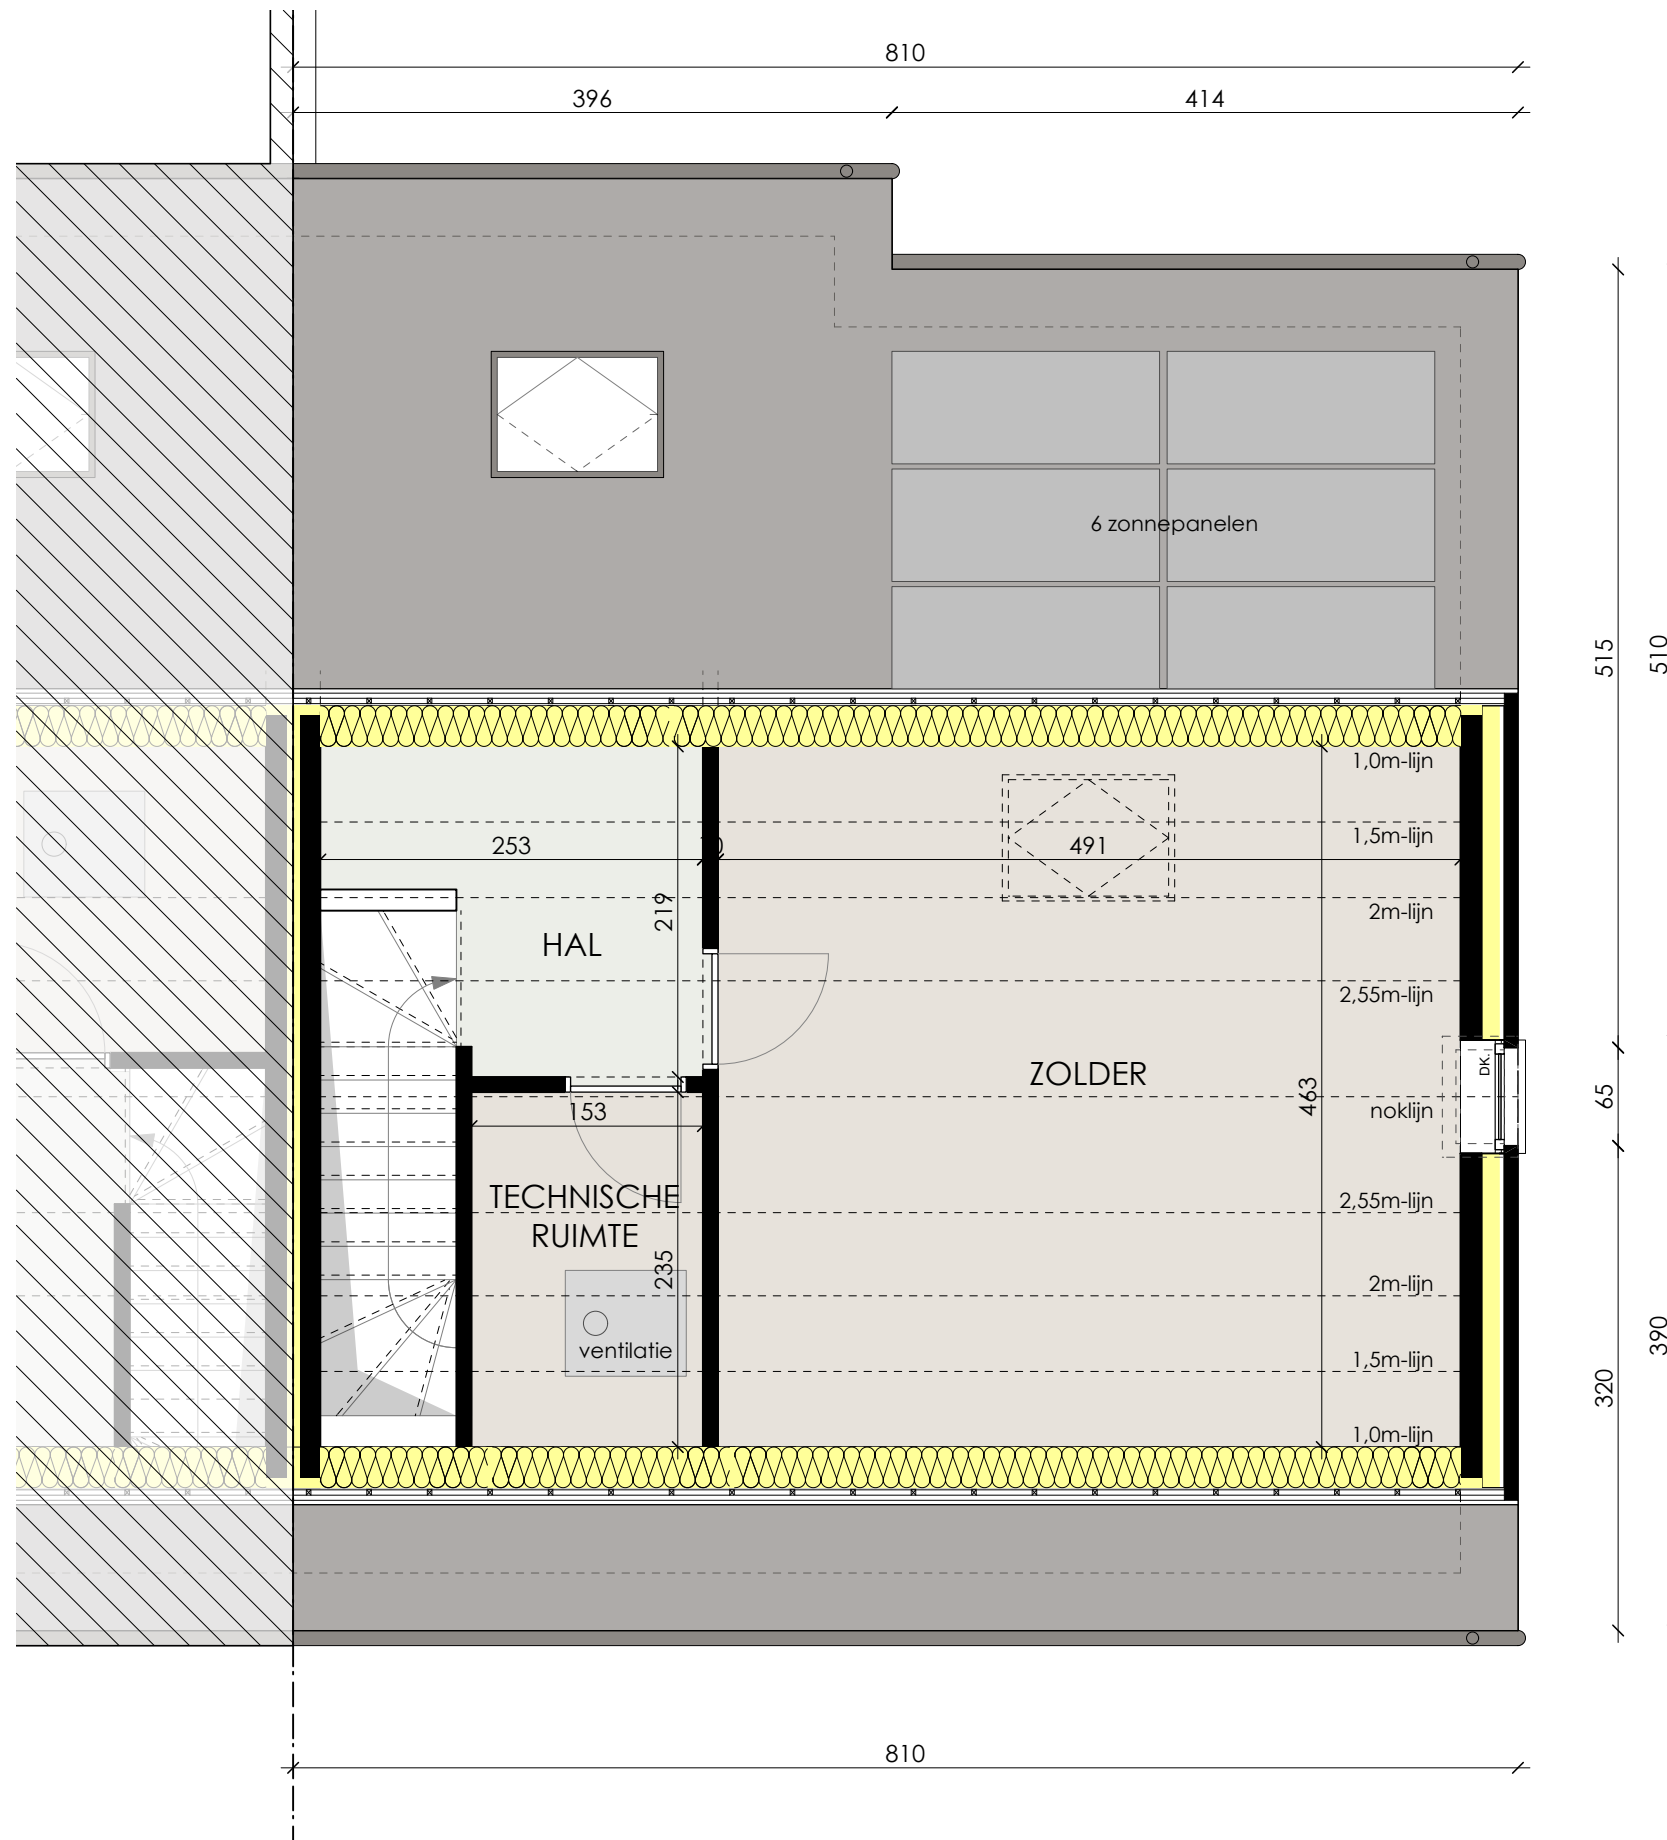 810
396
414
6 zonnepanelen
515
510
1,0m-lijn
253
491
1,5m-lijn
219
2m-lijn
HAL
2,55m-lijn
DK.
ZOLDER
463
65
153
noklijn
TECHNISCHE
RUIMTE
2,55m-lijn
235
2m-lijn
ventilatie
1,5m-lijn
390
320
1,0m-lijn
810